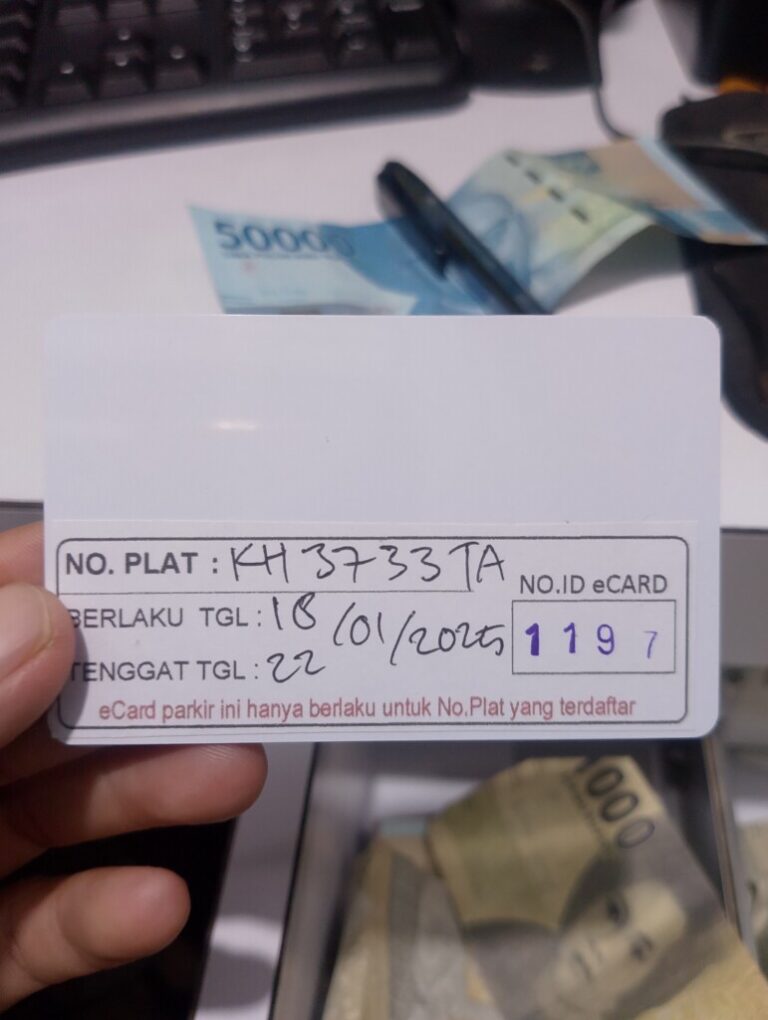 50000
NO. PLAT : KH 3733 TA
NO.ID eCARD
BERLAKU TGL : 18/01/2025
1197
TENGGAT TGL : 22
eCard parkir ini hanya berlaku untuk No.Plat yang terdaftar
1000